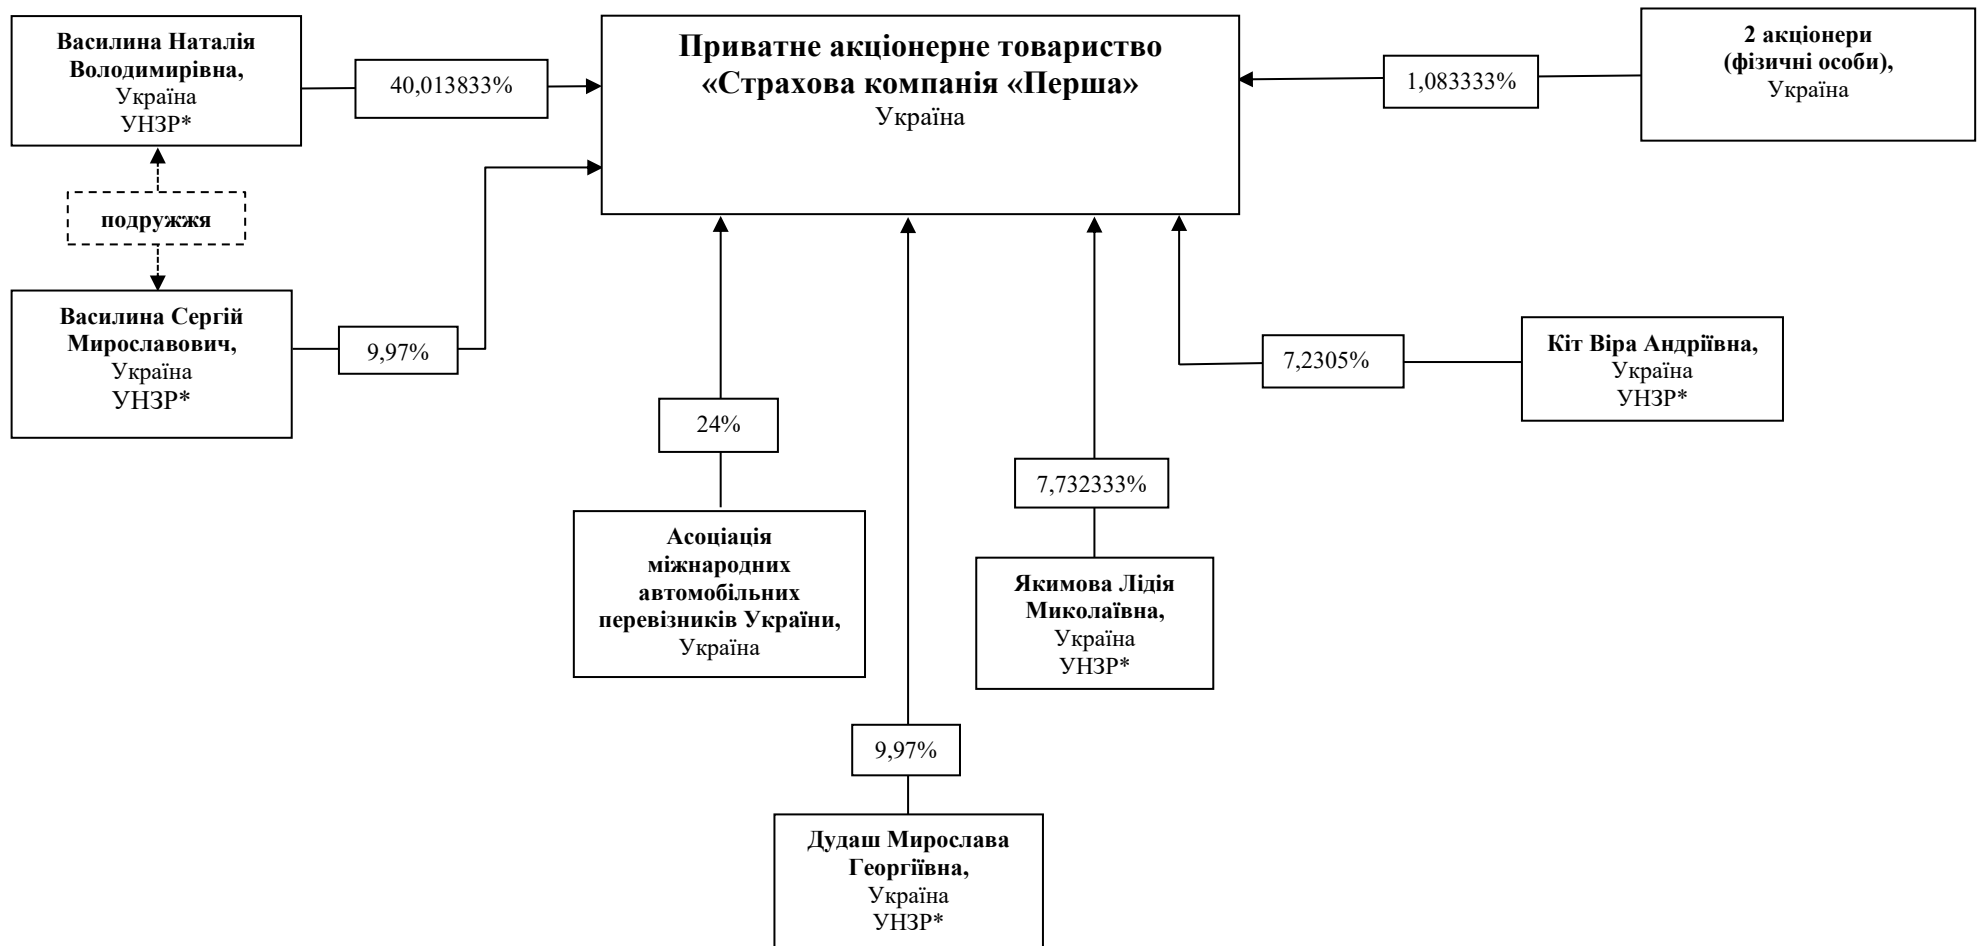 Василина Наталія
Володимирівна,
Україна
УНЗР*
40,013833%
Приватне акціонерне товариство
«Страхова компанія «Перша»
Україна
1,083333%
2 акціонери
(фізичні особи),
Україна
подружжя
Василина Сергій
Мирославович,
Україна
УНЗР*
9,97%
24%
Асоціація
міжнародних
автомобільних
перевізників України,
Україна
9,97%
Дудаш Мирослава
Георгіївна,
Україна
УНЗР*
7,732333%
Якимова Лідія
Миколаївна,
Україна
УНЗР*
7,2305%
Кіт Віра Андріївна,
Україна
УНЗР*